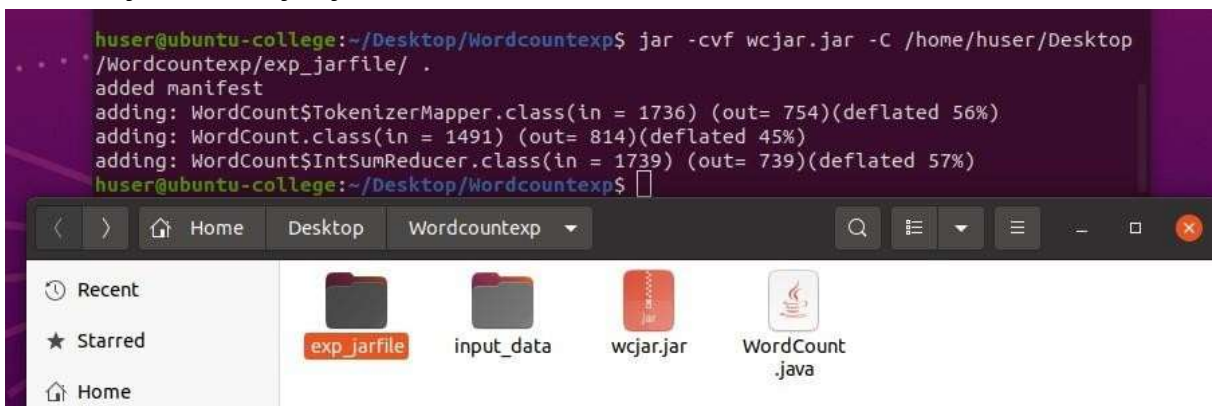 huser@ubuntu-college:~/Desktop/Wordcountexp$ jar -cvf wcjar.jar -C /home/huser/Desktop
/Wordcountexp/exp_jarfile/ .
added manifest
adding: WordCount$TokenizerMapper.class(in = 1736) (out= 754)(deflated 56%)
adding: WordCount.class(in = 1491) (out= 814)(deflated 45%)
adding: WordCount$IntSumReducer.class(in = 1739) (out= 739)(deflated 57%)
huser@ubuntu-college:~/Desktop/Wordcountexp$
Home Desktop Wordcountexp
Recent
Starred
Home
jar
exp_jarfile input_data wcjar.jar WordCount
.java